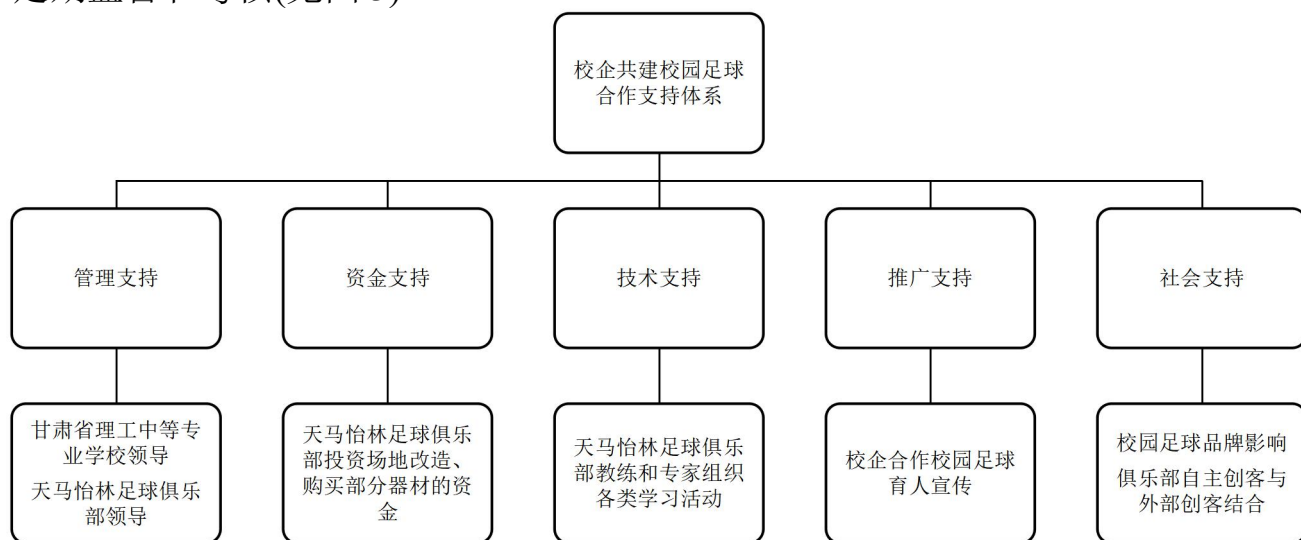 校企共建校园足球
合作支持体系
管理支持
资金支持
技术支持
推广支持
社会支持
甘肃省理工中等专
业学校领导
天马怡林足球俱乐
部领导
天马怡林足球俱乐
部投资场地改造、
购买部分器材的资
金
天马怡林足球俱乐
部教练和专家组织
各类学习活动
校企合作校园足球
育人宣传
校园足球品牌影响
俱乐部自主创客与
外部创客结合